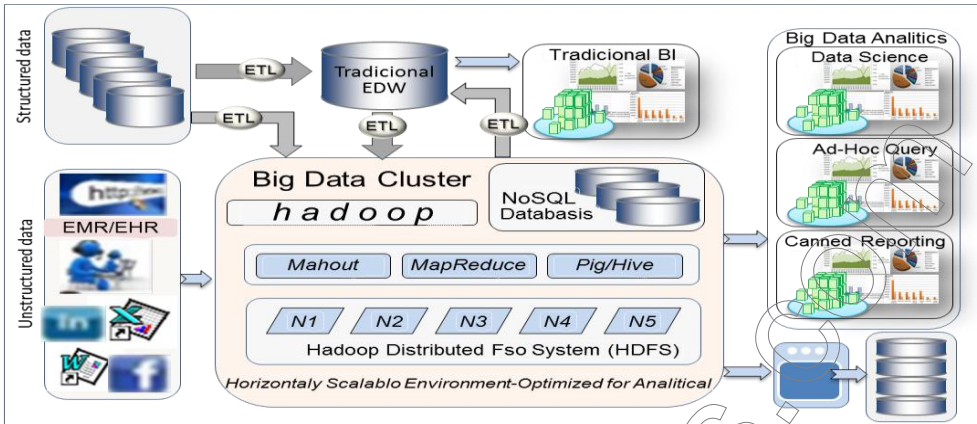 Structured data
ETL
ETL
Tradicional
EDW
ETL
ETL
Tradicional BI
Big Data Analitics
Data Science
Ad-Hoc Query
Canned Reporting
Unstructured data
http://
EMR/EHR
in
X
W
f
Big Data Cluster
hadoop
NoSQL
Databasis
Mahout
MapReduce
Pig/Hive
N1
N2
N3
N4
N5
Hadoop Distributed Fso System (HDFS)
Horizontaly Scalablo Environment-Optimized for Analitical